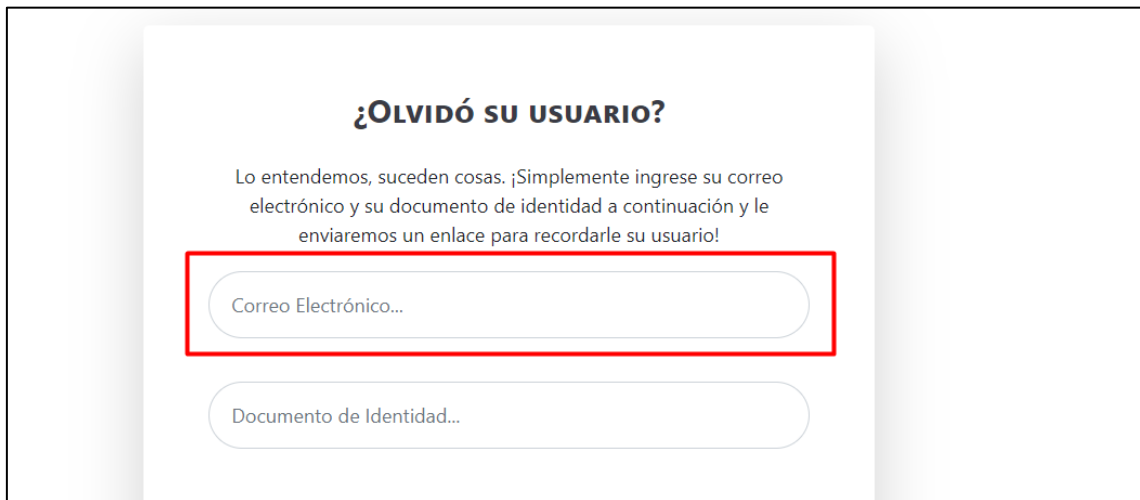 ¿Olvidó su usuario?
Lo entendemos, suceden cosas. ¡Simplemente ingrese su correo
electrónico y su documento de identidad a continuación y le
enviaremos un enlace para recordarle su usuario!
Correo Electrónico...
Documento de Identidad...